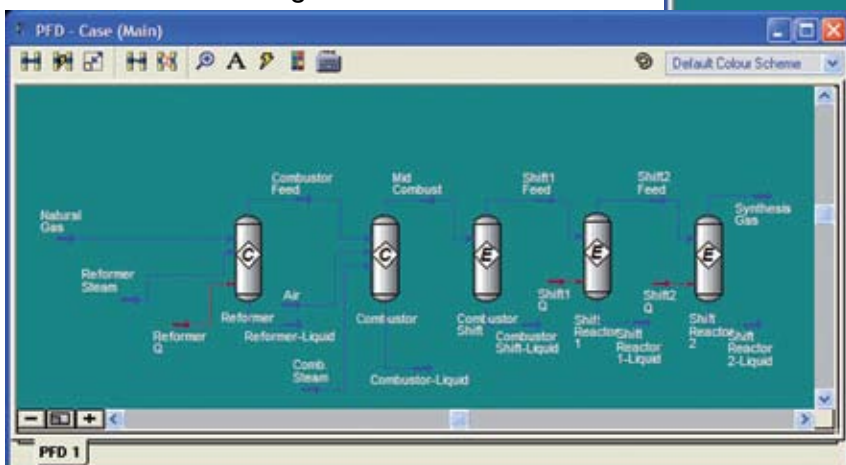 PFD - Case (Main)
A
Default Colour Scheme
Combustor
Feed
Mid
Combust
Shift1
Feed
Shift2
Feed
Natural
Gas
Synthesis
Gas
C
C
E
E
E
Reformer
Steam
Air
Shift1
Q
Shift2
Q
Reformer
Combustor
Combustor
Shift
Shift
Reactor
1
Shift
Reactor
2
Reformer
Q
Reformer-Liquid
Combustor
Shift-Liquid
Shift
Reactor
1-Liquid
Shift
Reactor
2-Liquid
Comb.
Steam
Combustor-Liquid
PFD 1